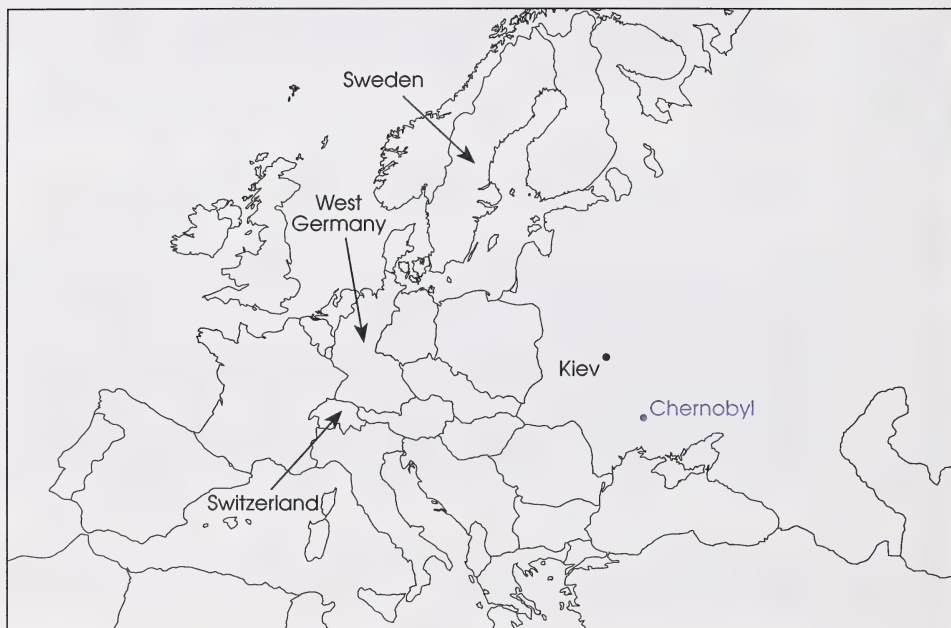 Sweden
West
Germany
Kiev
Chernobyl
Switzerland